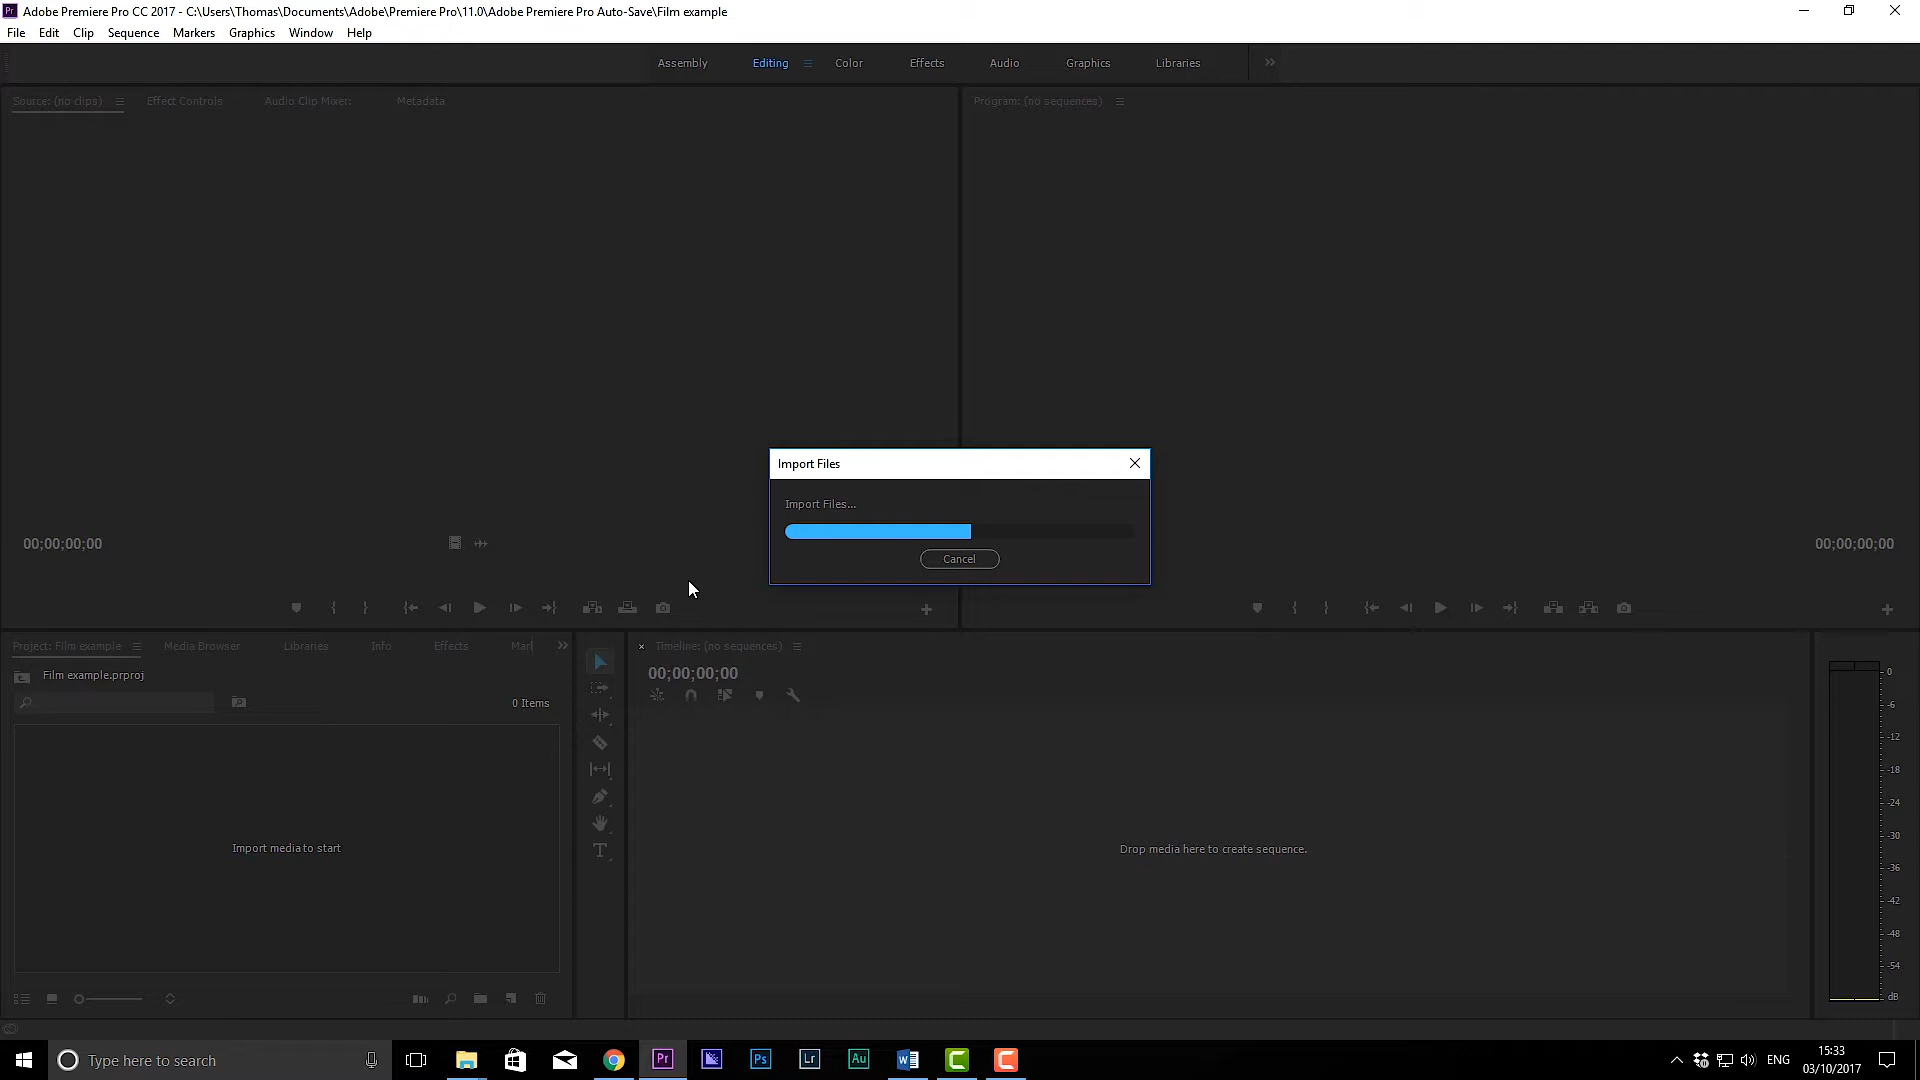 Adobe Premiere Pro CC 2017 - C:\Users\Thomas\Documents\Adobe\Premiere Pro\11.0\Adobe Premiere Pro Auto-Save\Film example
File Edit Clip Sequence Markers Graphics Window Help
Assembly Editing Color Effects Audio Graphics Libraries
Source: (no clips) Effect Controls Audio Clip Mixer: Metadata
Program: (no sequences)
Import Files
Import Files...
Cancel
00;00;00;00
00;00;00;00
Project: Film example Media Browser Libraries Info Effects Mar
Film example.prproj
0 Items
Import media to start
Timeline: (no sequences)
00;00;00;00
Drop media here to create sequence.
0
-6
-12
-18
-24
-30
-36
-42
-48
-54
dB
Type here to search
Pr
Ps
Lr
Au
ENG
15:33
03/10/2017